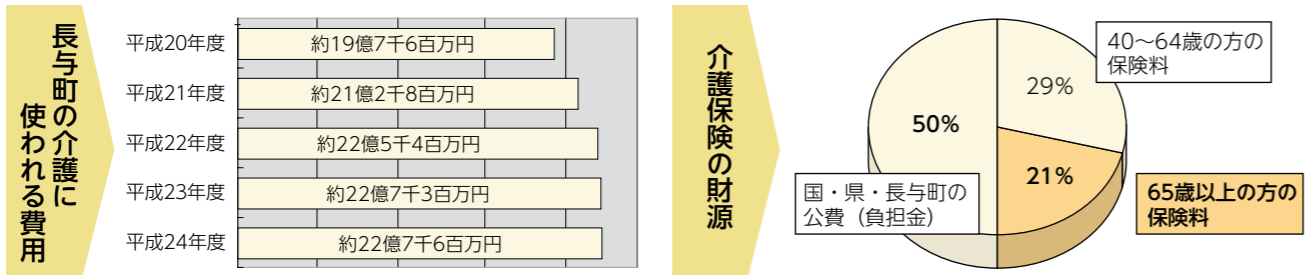 長与町の介護に
使われる費用
平成20年度
約19億7千6百万円
平成21年度
約21億2千8百万円
平成22年度
約22億5千4百万円
平成23年度
約22億7千3百万円
平成24年度
約22億7千6百万円
介護保険の財源
40～64歳の方の
保険料
29%
50%
21%
国・県・長与町の
公費（負担金）
65歳以上の方の
保険料